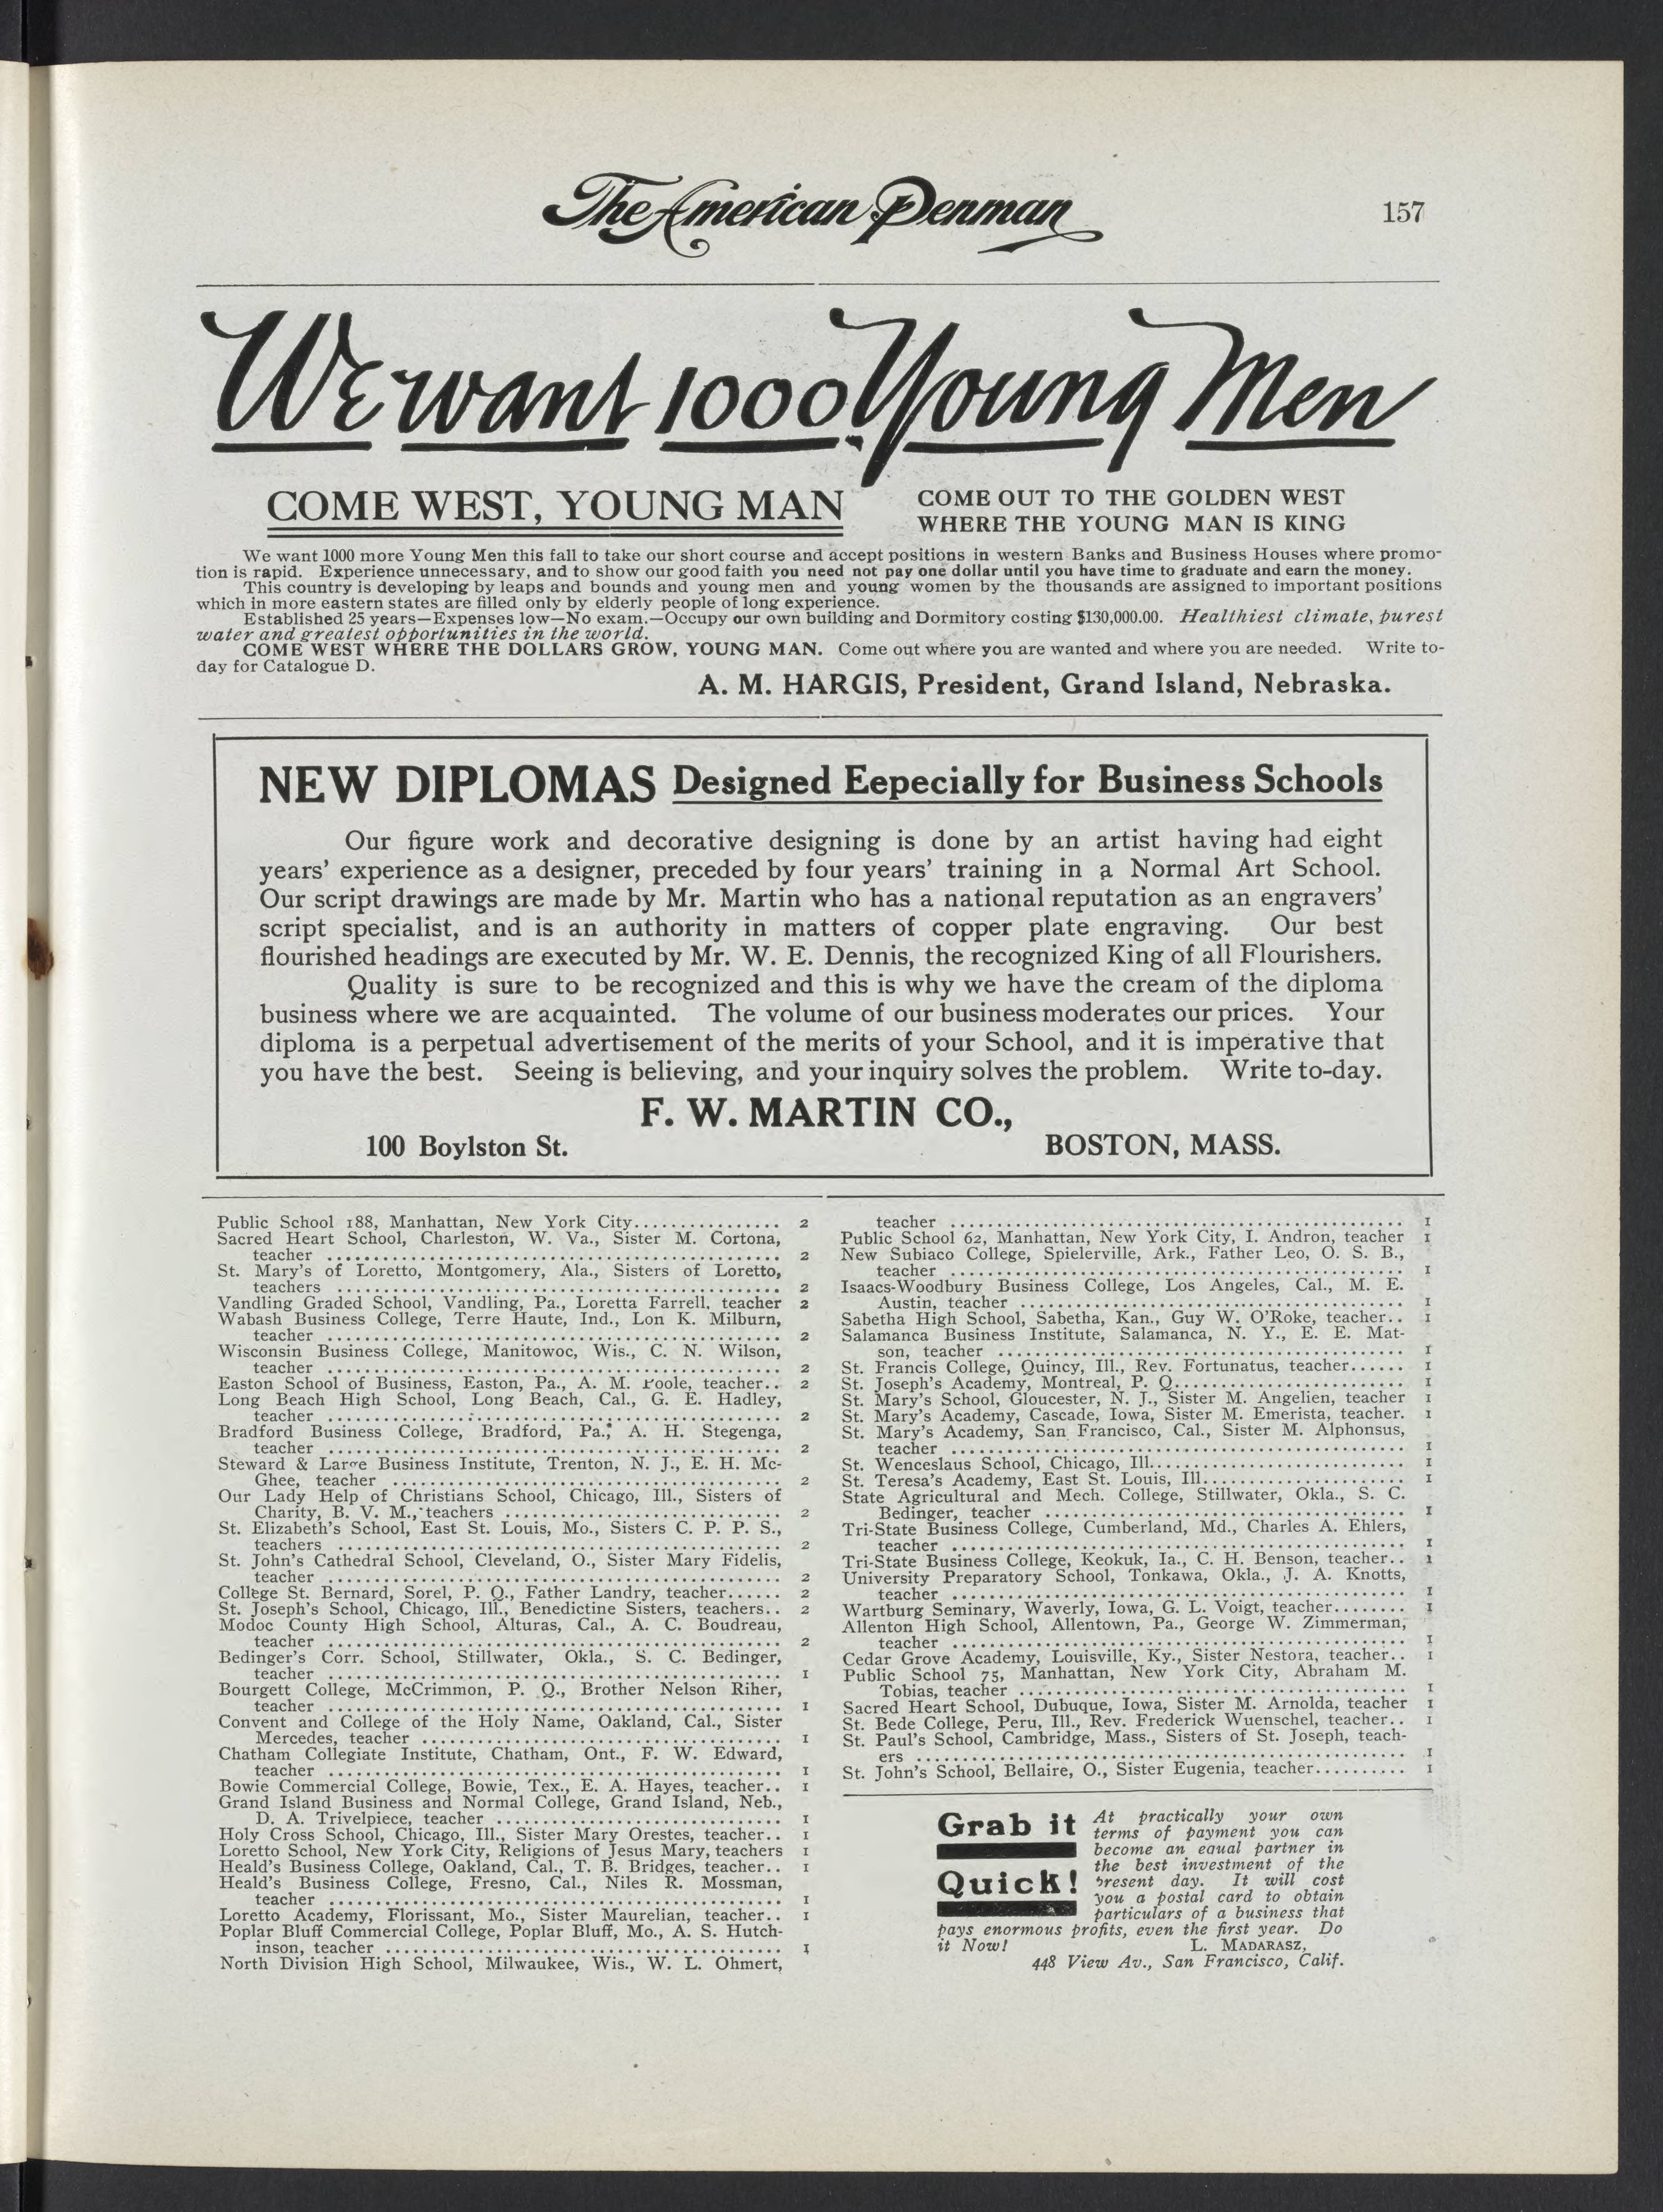 The American Penman
157
We want 1000 Young Men
COME WEST, YOUNG MAN
COME OUT TO THE GOLDEN WEST
WHERE THE YOUNG MAN IS KING
We want 1000 more Young Men this fall to take our short course and accept positions in western Banks and Business Houses where promo-
tion is rapid. Experience unnecessary, and to show our good faith you need not pay one dollar until you have time to graduate and earn the money.
This country is developing by leaps and bounds and young men and young women by the thousands are assigned to important positions
which in more eastern states are filled only by elderly people of long experience.
Established 25 years—Expenses low—No exam.—Occupy our own building and Dormitory costing $130,000.00. Healthiest climate, purest
water and greatest opportunities in the world.
COME WEST WHERE THE DOLLARS GROW, YOUNG MAN. Come out where you are wanted and where you are needed. Write to-
day for Catalogue D.
A. M. HARGIS, President, Grand Island, Nebraska.
NEW DIPLOMAS Designed Eepecially for Business Schools
Our figure work and decorative designing is done by an artist having had eight
years' experience as a designer, preceded by four years' training in a Normal Art School.
Our script drawings are made by Mr. Martin who has a national reputation as an engravers'
script specialist, and is an authority in matters of copper plate engraving. Our best
flourished headings are executed by Mr. W. E. Dennis, the recognized King of all Flourishers.
Quality is sure to be recognized and this is why we have the cream of the diploma
business where we are acquainted. The volume of our business moderates our prices. Your
diploma is a perpetual advertisement of the merits of your School, and it is imperative that
you have the best. Seeing is believing, and your inquiry solves the problem. Write to-day.
F. W. MARTIN CO.,
100 Boylston St.
BOSTON, MASS.
Public School 188, Manhattan, New York City................ 2
Sacred Heart School, Charleston, W. Va., Sister M. Cortona,
teacher ................................................. 2
St. Mary's of Loretto, Montgomery, Ala., Sisters of Loretto,
teachers ................................................ 2
Vandling Graded School, Vandling, Pa., Loretta Farrell, teacher 2
Wabash Business College, Terre Haute, Ind., Lon K. Milburn,
teacher ................................................. 2
Wisconsin Business College, Manitowoc, Wis., C. N. Wilson,
teacher ................................................. 2
Easton School of Business, Easton, Pa., A. M. Poole, teacher.. 2
Long Beach High School, Long Beach, Cal., G. E. Hadley,
teacher ................................................. 2
Bradford Business College, Bradford, Pa., A. H. Stegenga,
teacher ................................................. 2
Steward & Large Business Institute, Trenton, N. J., E. H. Mc-
Ghee, teacher .......................................... 2
Our Lady Help of Christians School, Chicago, Ill., Sisters of
Charity, B. V. M., teachers .............................. 2
St. Elizabeth's School, East St. Louis, Mo., Sisters C. P. P. S.,
teachers ................................................ 2
St. John's Cathedral School, Cleveland, O., Sister Mary Fidelis,
teacher ................................................. 2
College St. Bernard, Sorel, P. Q., Father Landry, teacher...... 2
St. Joseph's School, Chicago, Ill., Benedictine Sisters, teachers.. 2
Modoc County High School, Alturas, Cal., A. C. Boudreau,
teacher ................................................. 2
Bedinger's Corr. School, Stillwater, Okla., S. C. Bedinger,
teacher ................................................. 1
Bourgett College, McCrimmon, P. Q., Brother Nelson Riher,
teacher ................................................. 1
Convent and College of the Holy Name, Oakland, Cal., Sister
Mercedes, teacher ....................................... 1
Chatham Collegiate Institute, Chatham, Ont., F. W. Edward,
teacher ................................................. 1
Bowie Commercial College, Bowie, Tex., E. A. Hayes, teacher.. 1
Grand Island Business and Normal College, Grand Island, Neb.,
D. A. Trivelpiece, teacher ............................... 1
Holy Cross School, Chicago, Ill., Sister Mary Orestes, teacher.. 1
Loretto School, New York City, Religions of Jesus Mary, teachers 1
Heald's Business College, Oakland, Cal., T. B. Bridges, teacher.. 1
Heald's Business College, Fresno, Cal., Niles R. Mossman,
teacher ................................................. 1
Loretto Academy, Florissant, Mo., Sister Maurelian, teacher.. 1
Poplar Bluff Commercial College, Poplar Bluff, Mo., A. S. Hutch-
inson, teacher ........................................... 1
North Division High School, Milwaukee, Wis., W. L. Ohmert,
teacher ................................................. 1
Public School 62, Manhattan, New York City, I. Andron, teacher 1
New Subiaco College, Spielerville, Ark., Father Leo, O. S. B.,
teacher ................................................. 1
Isaacs-Woodbury Business College, Los Angeles, Cal., M. E.
Austin, teacher ......................................... 1
Sabetha High School, Sabetha, Kan., Guy W. O'Roke, teacher.. 1
Salamanca Business Institute, Salamanca, N. Y., E. E. Mat-
son, teacher ............................................ 1
St. Francis College, Quincy, Ill., Rev. Fortunatus, teacher...... 1
St. Joseph's Academy, Montreal, P. Q......................... 1
St. Mary's School, Gloucester, N. J., Sister M. Angelien, teacher 1
St. Mary's Academy, Cascade, Iowa, Sister M. Emerista, teacher. 1
St. Mary's Academy, San Francisco, Cal., Sister M. Alphonsus,
teacher ................................................. 1
St. Wenceslaus School, Chicago, Ill........................... 1
St. Teresa's Academy, East St. Louis, Ill...................... 1
State Agricultural and Mech. College, Stillwater, Okla., S. C.
Bedinger, teacher ....................................... 1
Tri-State Business College, Cumberland, Md., Charles A. Ehlers,
teacher ................................................. 1
Tri-State Business College, Keokuk, Ia., C. H. Benson, teacher.. 1
University Preparatory School, Tonkawa, Okla., J. A. Knotts,
teacher ................................................. 1
Wartburg Seminary, Waverly, Iowa, G. L. Voigt, teacher........ 1
Allenton High School, Allentown, Pa., George W. Zimmerman,
teacher ................................................. 1
Cedar Grove Academy, Louisville, Ky., Sister Nestora, teacher.. 1
Public School 75, Manhattan, New York City, Abraham M.
Tobias, teacher ......................................... 1
Sacred Heart School, Dubuque, Iowa, Sister M. Arnolda, teacher 1
St. Bede College, Peru, Ill., Rev. Frederick Wuenschel, teacher.. 1
St. Paul's School, Cambridge, Mass., Sisters of St. Joseph, teach-
ers ..................................................... 1
St. John's School, Bellaire, O., Sister Eugenia, teacher.......... 1
Grab it
Quick!
At practically your own
terms of payment you can
become an equal partner in
the best investment of the
present day. It will cost
you a postal card to obtain
particulars of a business that
pays enormous profits, even the first year. Do
it Now! L. MADARASZ,
448 View Av., San Francisco, Calif.